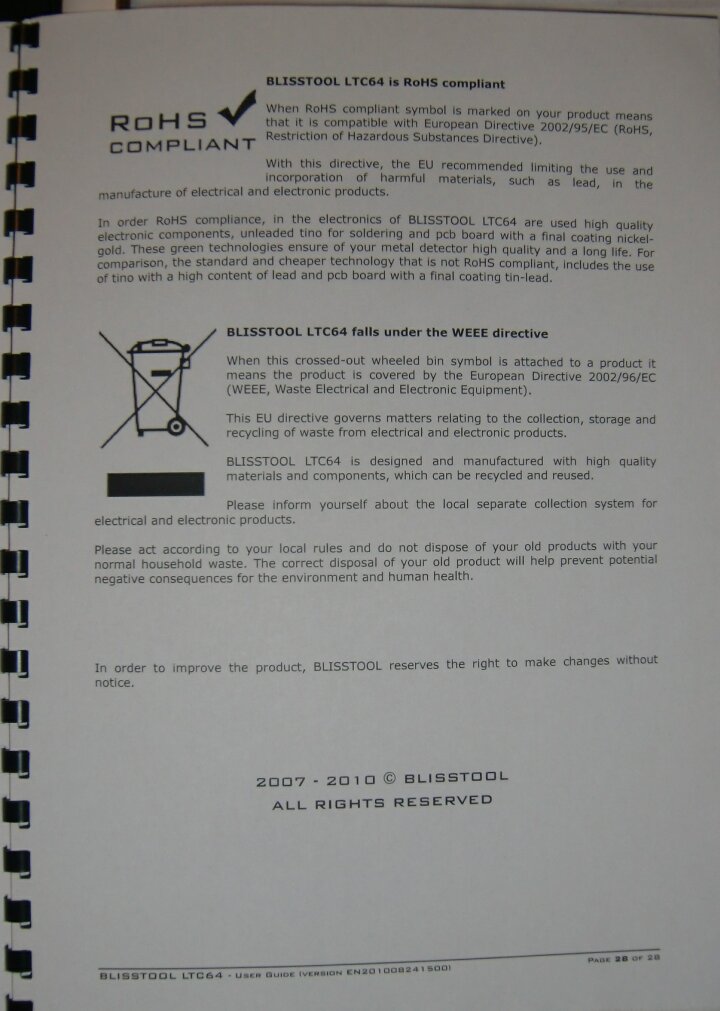 BLISSTOOL LTC64 is RoHS compliant
RoHS
COMPLIANT
When RoHS compliant symbol is marked on your product means
that it is compatible with European Directive 2002/95/EC (RoHS,
Restriction of Hazardous Substances Directive).
With this directive, the EU recommended limiting the use and
incorporation of harmful materials, such as lead, in the
manufacture of electrical and electronic products.
In order RoHS compliance, in the electronics of BLISSTOOL LTC64 are used high quality
electronic components, unleaded tino for soldering and pcb board with a final coating nickel-
gold. These green technologies ensure of your metal detector high quality and a long life. For
comparison, the standard and cheaper technology that is not RoHS compliant, includes the use
of tino with a high content of lead and pcb board with a final coating tin-lead.
BLISSTOOL LTC64 falls under the WEEE directive
When this crossed-out wheeled bin symbol is attached to a product it
means the product is covered by the European Directive 2002/96/EC
(WEEE, Waste Electrical and Electronic Equipment).
This EU directive governs matters relating to the collection, storage and
recycling of waste from electrical and electronic products.
BLISSTOOL LTC64 is designed and manufactured with high quality
materials and components, which can be recycled and reused.
Please inform yourself about the local separate collection system for
electrical and electronic products.
Please act according to your local rules and do not dispose of your old products with your
normal household waste. The correct disposal of your old product will help prevent potential
negative consequences for the environment and human health.
In order to improve the product, BLISSTOOL reserves the right to make changes without
notice.
2007 - 2010 © BLISSTOOL
ALL RIGHTS RESERVED
BLISSTOOL LTC64 - USER GUIDE (VERSION EN201008241500)
PAGE 28 OF 28